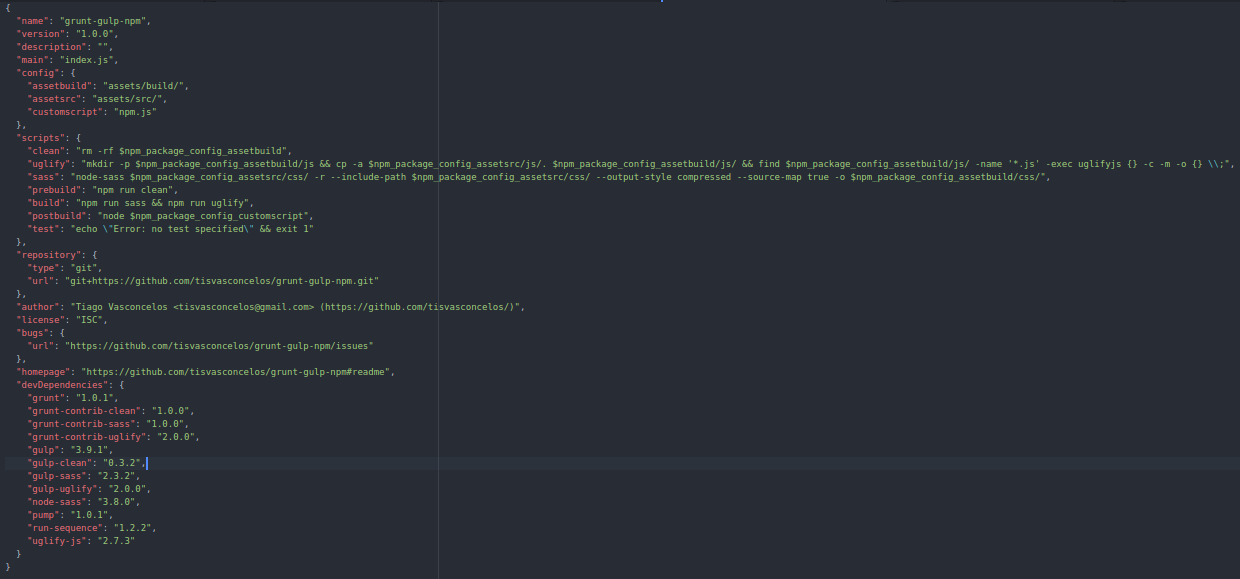 {
  "name": "grunt-gulp-npm",
  "version": "1.0.0",
  "description": "",
  "main": "index.js",
  "config": {
    "assetbuild": "assets/build/",
    "assetsrc": "assets/src/",
    "customscript": "npm.js"
  },
  "scripts": {
    "clean": "rm -rf $npm_package_config_assetbuild",
    "uglify": "mkdir -p $npm_package_config_assetbuild/js && cp -a $npm_package_config_assetsrc/js/. $npm_package_config_assetbuild/js/ && find $npm_package_config_assetbuild/js/ -name '*.js' -exec uglifyjs {} -c -m -o {} \\;",
    "sass": "node-sass $npm_package_config_assetsrc/css/ -r --include-path $npm_package_config_assetsrc/css/ --output-style compressed --source-map true -o $npm_package_config_assetbuild/css/",
    "prebuild": "npm run clean",
    "build": "npm run sass && npm run uglify",
    "postbuild": "node $npm_package_config_customscript",
    "test": "echo \"Error: no test specified\" && exit 1"
  },
  "repository": {
    "type": "git",
    "url": "git+https://github.com/tisvasconcelos/grunt-gulp-npm.git"
  },
  "author": "Tiago Vasconcelos <tisvasconcelos@gmail.com> (https://github.com/tisvasconcelos/)",
  "license": "ISC",
  "bugs": {
    "url": "https://github.com/tisvasconcelos/grunt-gulp-npm/issues"
  },
  "homepage": "https://github.com/tisvasconcelos/grunt-gulp-npm#readme",
  "devDependencies": {
    "grunt": "1.0.1",
    "grunt-contrib-clean": "1.0.0",
    "grunt-contrib-sass": "1.0.0",
    "grunt-contrib-uglify": "2.0.0",
    "gulp": "3.9.1",
    "gulp-clean": "0.3.2",
    "gulp-sass": "2.3.2",
    "gulp-uglify": "2.0.0",
    "node-sass": "3.8.0",
    "pump": "1.0.1",
    "run-sequence": "1.2.2",
    "uglify-js": "2.7.3"
  }
}